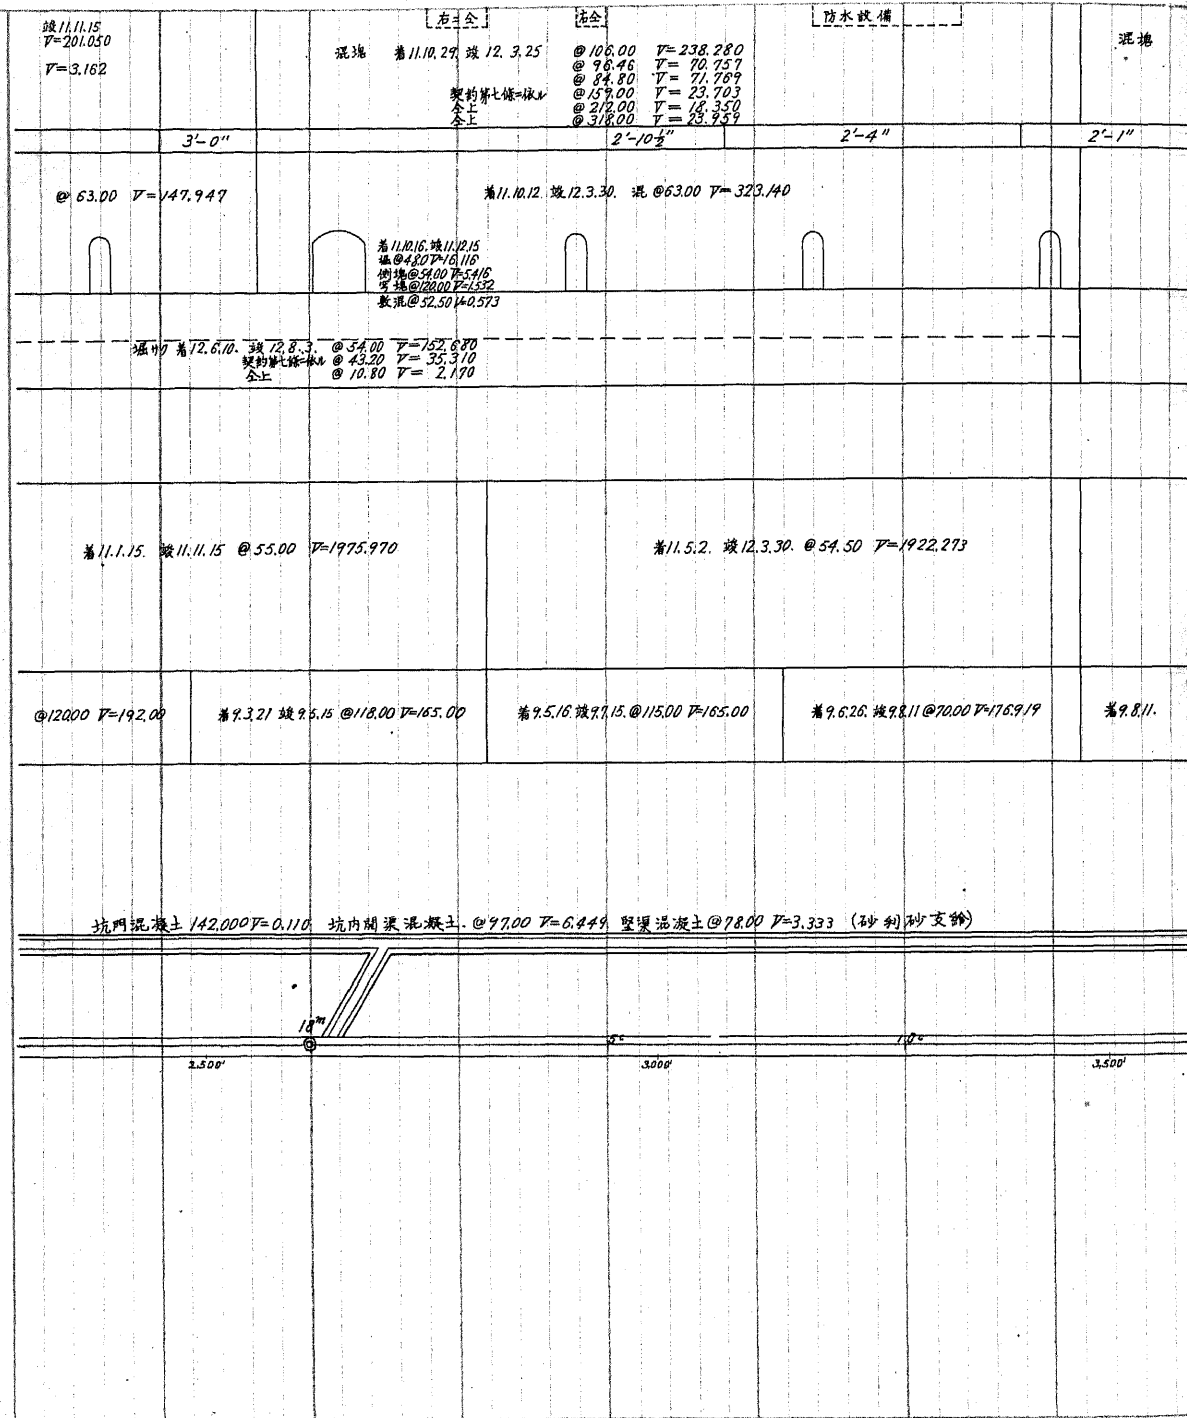 竣11.11.15
V=201.050
V=3.162
右ニ仝
右仝
防水設備
混塊 着11.10.29. 竣12.3.25 @106.00 V=238.280
@96.46 V=70.757
@84.80 V=71.769
契約第七條ニ依ル @159.00 V=23.703
仝上 @212.00 V=18.350
仝上 @318.00 V=23.959
混塊
3'-0"
2'-10½"
2'-4"
2'-1"
@63.00 V=147.947
着11.10.12. 竣12.3.30. 混@63.00 V=323.140
着11.10.16. 竣11.12.15
堀@4.80 V=16.116
側塊@54.00 V=5.416
穹塊@120.00 V=1.532
敷混@52.50 V=0.573
堀サク 着12.6.10. 竣12.8.3. @54.00 V=152.680
契約第七條ニ依ル @43.20 V=35.310
仝上 @10.80 V=2.170
着11.1.15. 竣11.11.15 @55.00 V=1975.970
着11.5.2. 竣12.3.30. @54.50 V=1922.273
@120.00 V=192.00
着9.3.21 竣9.5.15 @118.00 V=165.00
着9.5.16. 竣9.7.15. @115.00 V=165.00
着9.6.26. 竣9.8.11 @70.00 V=176.919
着9.8.11.
坑門混凝土 142.000 V=0.110 坑内開渠混凝土. @97.00 V=6.449 竪渠混凝土@78.00 V=3.333 (砂利砂支給)
18m
5c
10c
2,500'
3,000'
3,500'